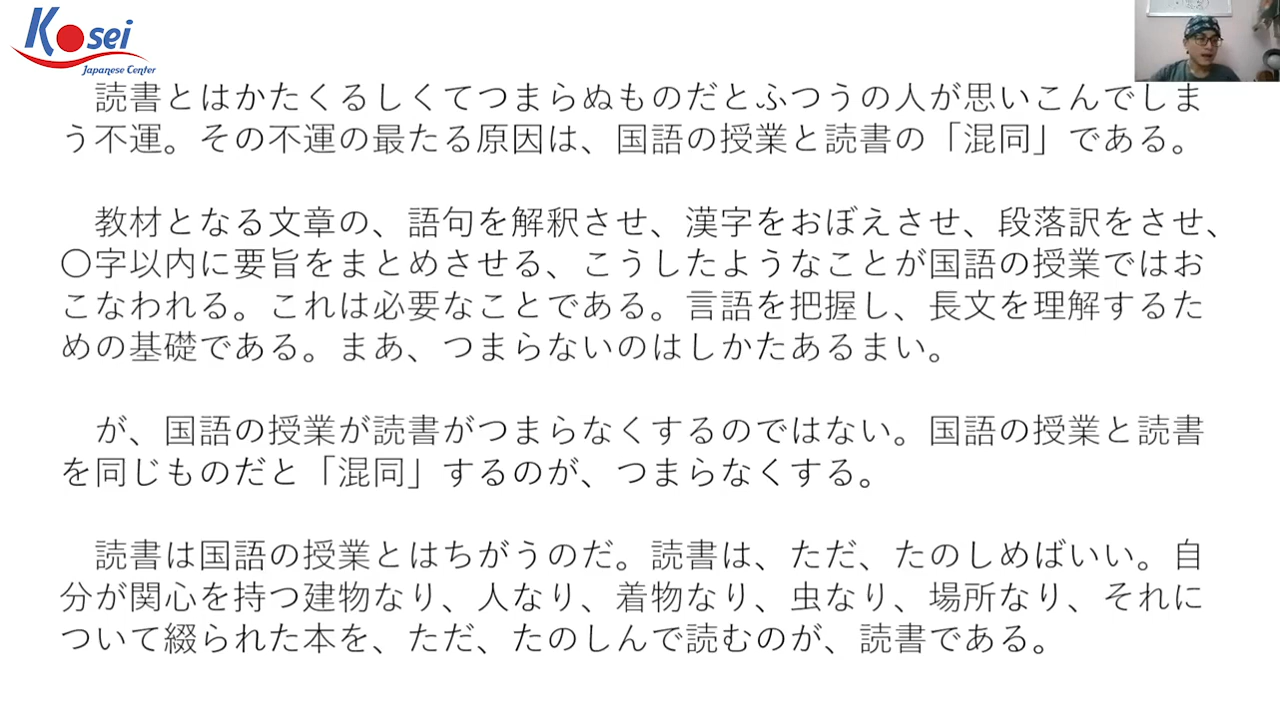 Kosei
Japanese Center
読書とはかたくるしくてつまらぬものだとふつうの人が思いこんでしま
う不運。その不運の最たる原因は、国語の授業と読書の「混同」である。
教材となる文章の、語句を解釈させ、漢字をおぼえさせ、段落訳をさせ、
〇字以内に要旨をまとめさせる、こうしたようなことが国語の授業ではお
こなわれる。これは必要なことである。言語を把握し、長文を理解するた
めの基礎である。まあ、つまらないのはしかたあるまい。
が、国語の授業が読書がつまらなくするのではない。国語の授業と読書
を同じものだと「混同」するのが、つまらなくする。
読書は国語の授業とはちがうのだ。読書は、ただ、たのしめばいい。自
分が関心を持つ建物なり、人なり、着物なり、虫なり、場所なり、それに
ついて綴られた本を、ただ、たのしんで読むのが、読書である。